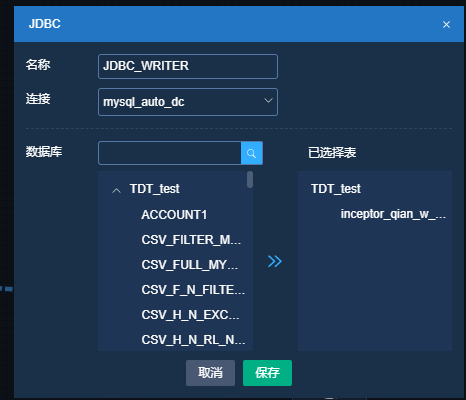 JDBC
名称
JDBC_WRITER
连接
mysql_auto_dc
数据库
已选择表
TDT_test
ACCOUNT1
CSV_FILTER_M...
CSV_FULL_MY...
CSV_F_N_FILTE...
CSV_H_N_EXC...
CSV_H_N_RL_N...
TDT_test
inceptor_qian_w_...
取消
保存